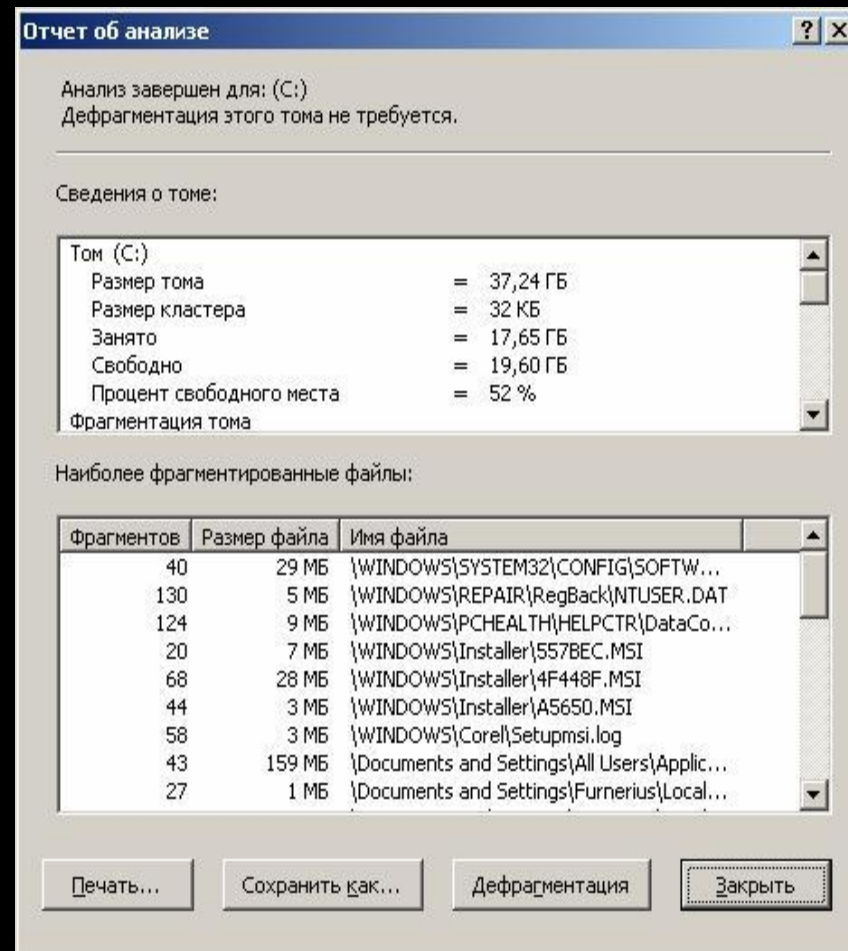 Отчет об анализе
Анализ завершен для: (C:)
Дефрагментация этого тома не требуется.
Сведения о томе:
Том (C:)
Размер тома = 37,24 ГБ
Размер кластера = 32 КБ
Занято = 17,65 ГБ
Свободно = 19,60 ГБ
Процент свободного места = 52 %
Фрагментация тома
Наиболее фрагментированные файлы:
Фрагментов Размер файла Имя файла
40 29 МБ \WINDOWS\SYSTEM32\CONFIG\SOFTW...
130 5 МБ \WINDOWS\REPAIR\RegBack\NTUSER.DAT
124 9 МБ \WINDOWS\PCHEALTH\HELPCTR\DataCo...
20 7 МБ \WINDOWS\Installer\557BEC.MSI
68 28 МБ \WINDOWS\Installer\4F448F.MSI
44 3 МБ \WINDOWS\Installer\A5650.MSI
58 3 МБ \WINDOWS\Corel\Setupmsi.log
43 159 МБ \Documents and Settings\All Users\Applic...
27 1 МБ \Documents and Settings\Furnerius\Local...
Печать... Сохранить как... Дефрагментация Закрыть